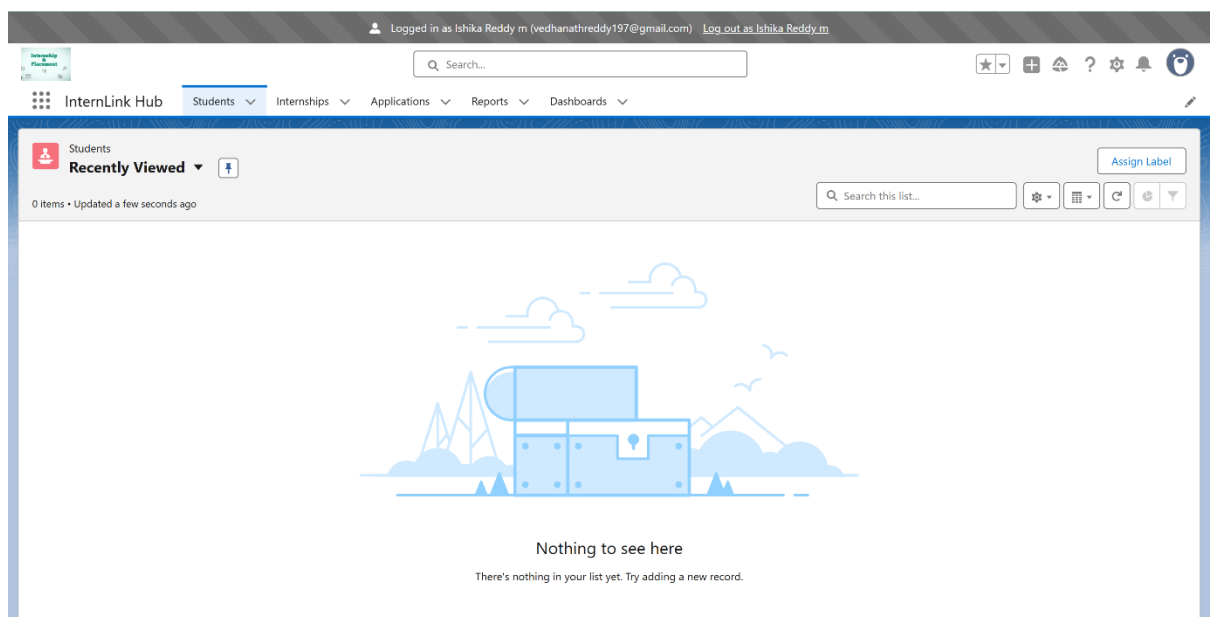 Logged in as Ishika Reddy m (vedhanathreddy197@gmail.com) Log out as Ishika Reddy m
Internship
&
Placement
Search...
InternLink Hub Students Internships Applications Reports Dashboards
Students
Recently Viewed
Assign Label
0 items • Updated a few seconds ago
Search this list...
Nothing to see here
There's nothing in your list yet. Try adding a new record.